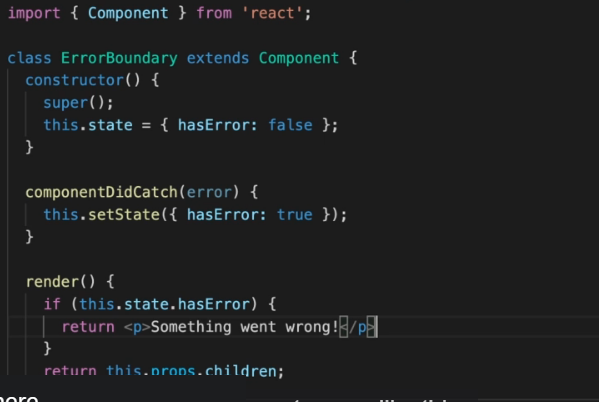 import { Component } from 'react';
class ErrorBoundary extends Component {
constructor() {
super();
this.state = { hasError: false };
}
componentDidCatch(error) {
this.setState({ hasError: true });
}
render() {
if (this.state.hasError) {
return <p>Something went wrong!</p>
}
return this.props.children;